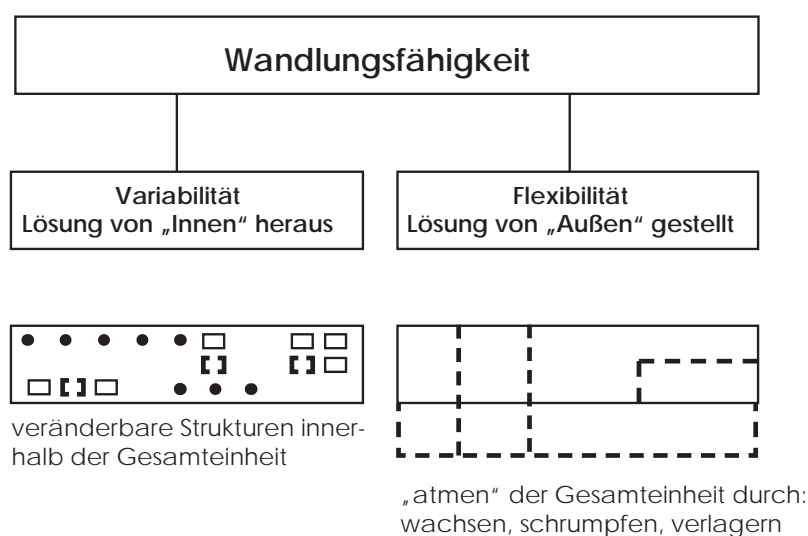 Wandlungsfähigkeit
Variabilität
Lösung von „Innen“ heraus
Flexibilität
Lösung von „Außen“ gestellt
veränderbare Strukturen inner-
halb der Gesamteinheit
„atmen“ der Gesamteinheit durch:
wachsen, schrumpfen, verlagern